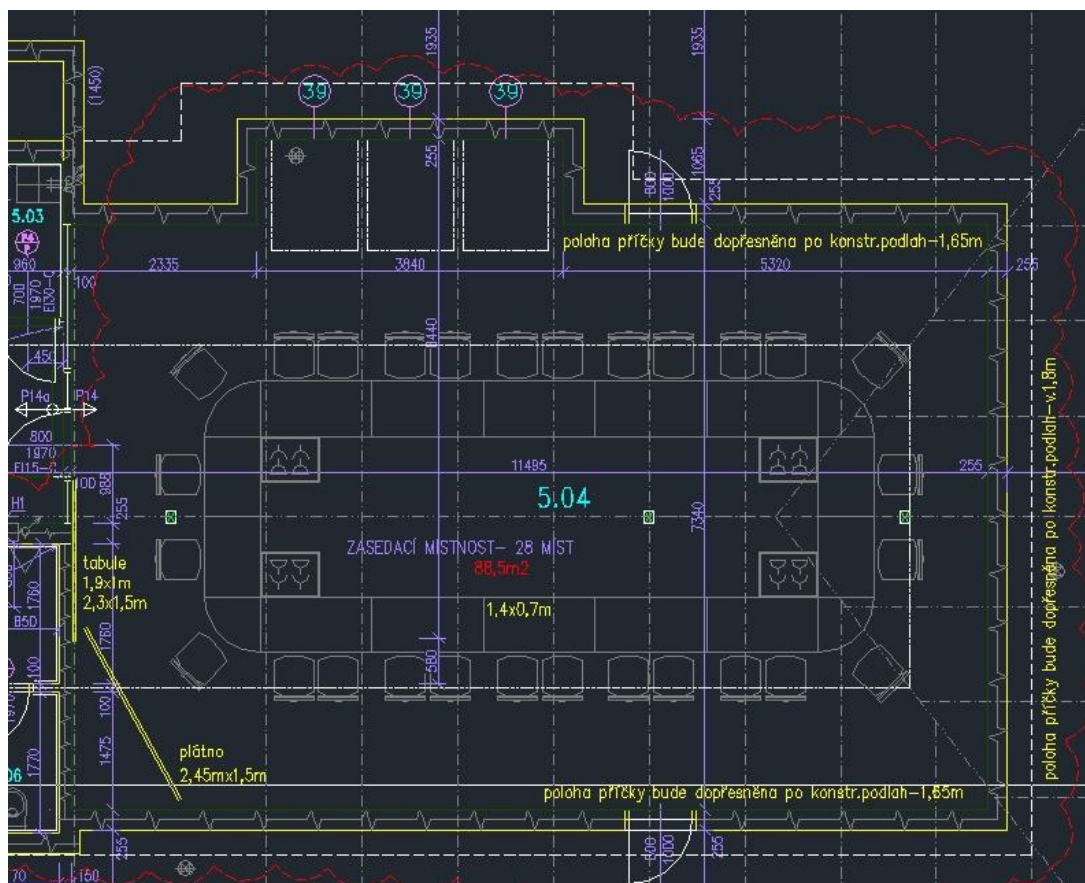 1935
1935
(1450)
39
39
39
255
1065
800
1000
255
5.03
poloha příčky bude dopřesněna po konstr.podlah-1,65m
960
2335
3840
5320
255
100
700
1970
EI30-C
8440
450
P14a
P14
800
1970
EI15-C
100
985
255
11495
255
5.04
7340
H1
ZASEDACÍ MÍSTNOST- 28 MÍST
88,5m2
1,4x0,7m
tabule
1,9x1m
2,3x1,5m
1760
1760
850
580
100
100
plátno
2,45mx1,5m
1475
1770
poloha příčky bude dopřesněna po konstr.podlah-1,65m
poloha příčky bude dopřesněna po konstr.podlah-v.1,8m
255
800
1000
255
150